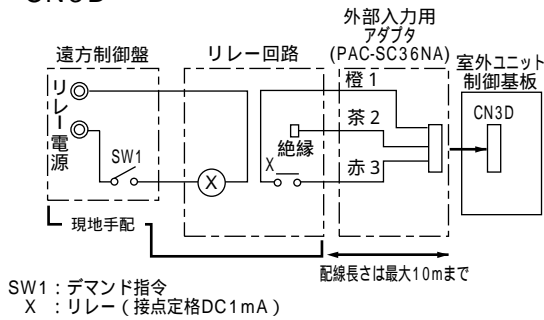 CN3D
外部入力用
アダプタ
(PAC-SC36NA)
遠方制御盤
リレー回路
室外ユニット
制御基板
リレー電源
SW1
X
橙 1
茶 2
絶縁
X
赤 3
CN3D
現地手配
配線長さは最大10mまで
SW1：デマンド指令
X ：リレー（接点定格DC1mA）